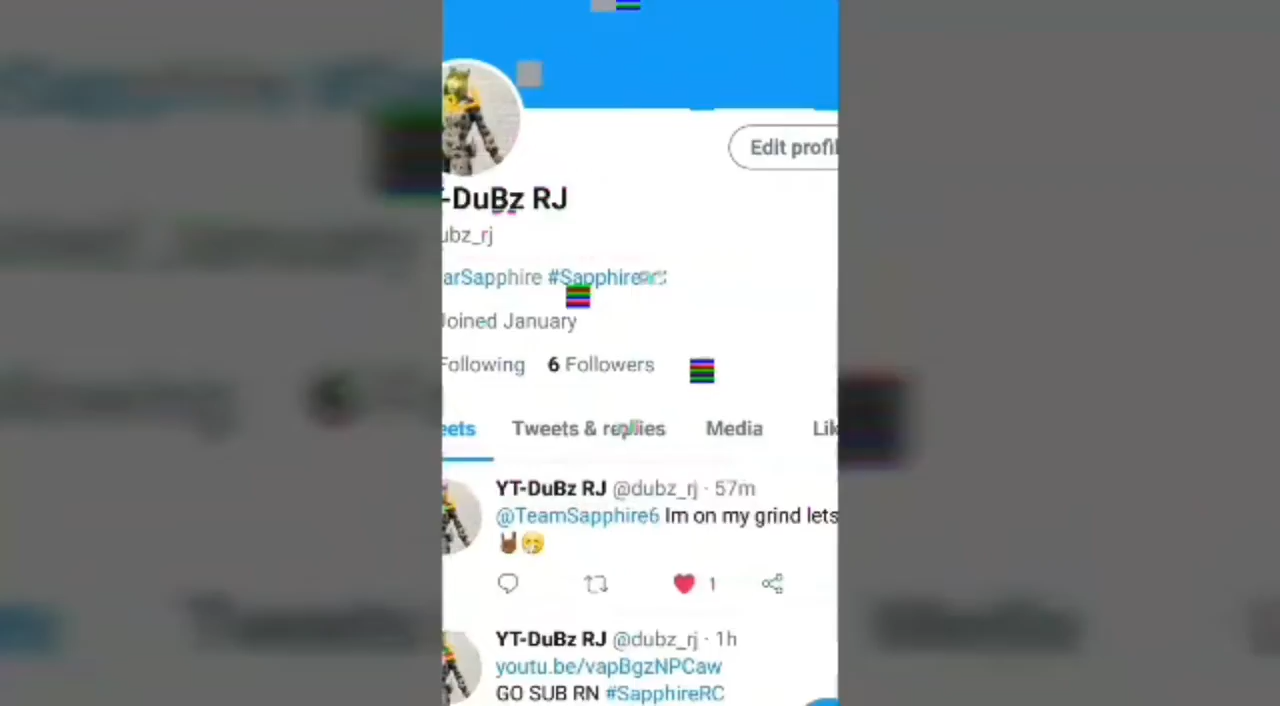 Edit profil
-DuBz RJ
ubz_rj
arSapphire #Sapphire
Joined January
Following 6 Followers
eets Tweets & replies Media Lik
YT-DuBz RJ @dubz_rj · 57m
@TeamSapphire6 Im on my grind lets
1
YT-DuBz RJ @dubz_rj · 1h
youtu.be/vapBgzNPCaw
GO SUB RN #SapphireRC